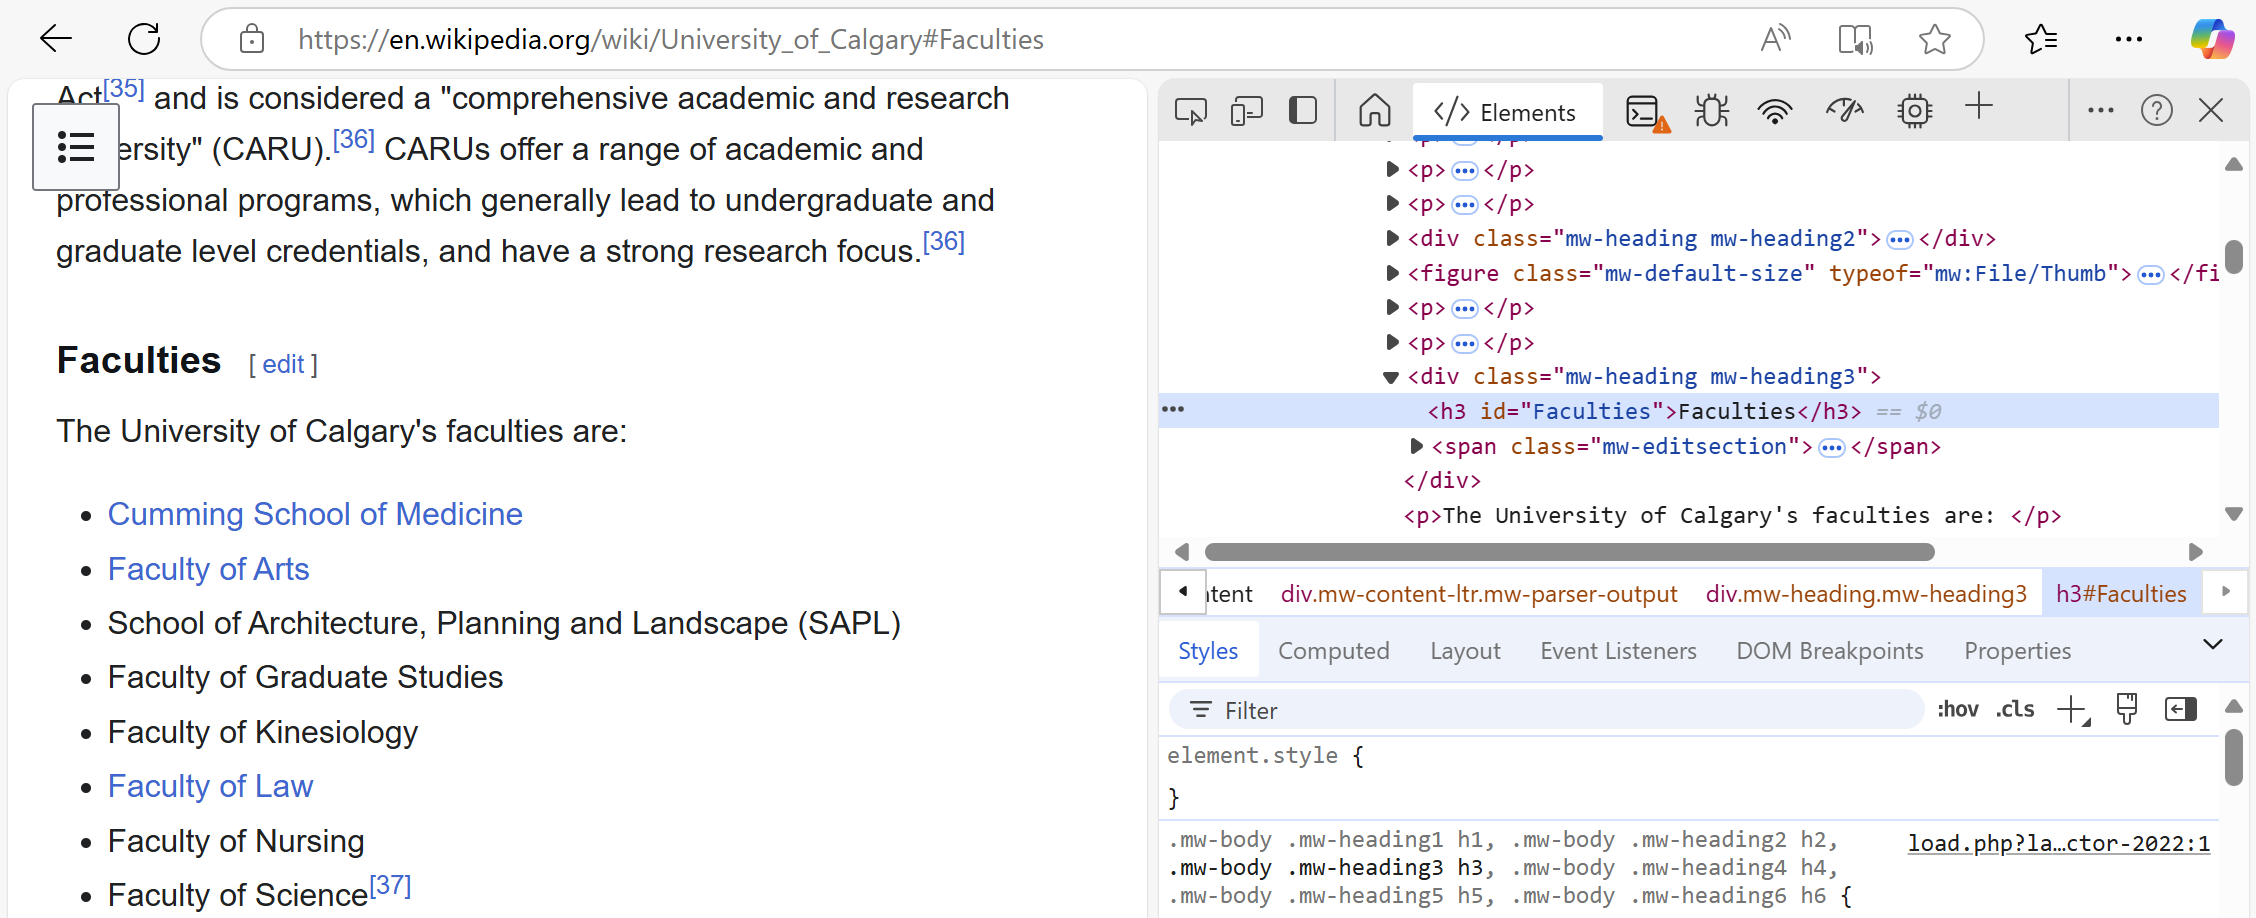 https://en.wikipedia.org/wiki/University_of_Calgary#Faculties
Act[35] and is considered a "comprehensive academic and research
ersity" (CARU).[36] CARUs offer a range of academic and
professional programs, which generally lead to undergraduate and
graduate level credentials, and have a strong research focus.[36]
Faculties [ edit ]
The University of Calgary's faculties are:
• Cumming School of Medicine
• Faculty of Arts
• School of Architecture, Planning and Landscape (SAPL)
• Faculty of Graduate Studies
• Faculty of Kinesiology
• Faculty of Law
• Faculty of Nursing
• Faculty of Science[37]
</> Elements
<p>•••</p>
<p>•••</p>
<div class="mw-heading mw-heading2">•••</div>
<figure class="mw-default-size" typeof="mw:File/Thumb">•••</fi
<p>•••</p>
<p>•••</p>
<div class="mw-heading mw-heading3">
<h3 id="Faculties">Faculties</h3> == $0
<span class="mw-editsection">•••</span>
</div>
<p>The University of Calgary's faculties are: </p>
ntent div.mw-content-ltr.mw-parser-output div.mw-heading.mw-heading3 h3#Faculties
Styles Computed Layout Event Listeners DOM Breakpoints Properties
Filter :hov .cls
element.style {
}
.mw-body .mw-heading1 h1, .mw-body .mw-heading2 h2, load.php?la…ctor-2022:1
.mw-body .mw-heading3 h3, .mw-body .mw-heading4 h4,
.mw-body .mw-heading5 h5, .mw-body .mw-heading6 h6 {